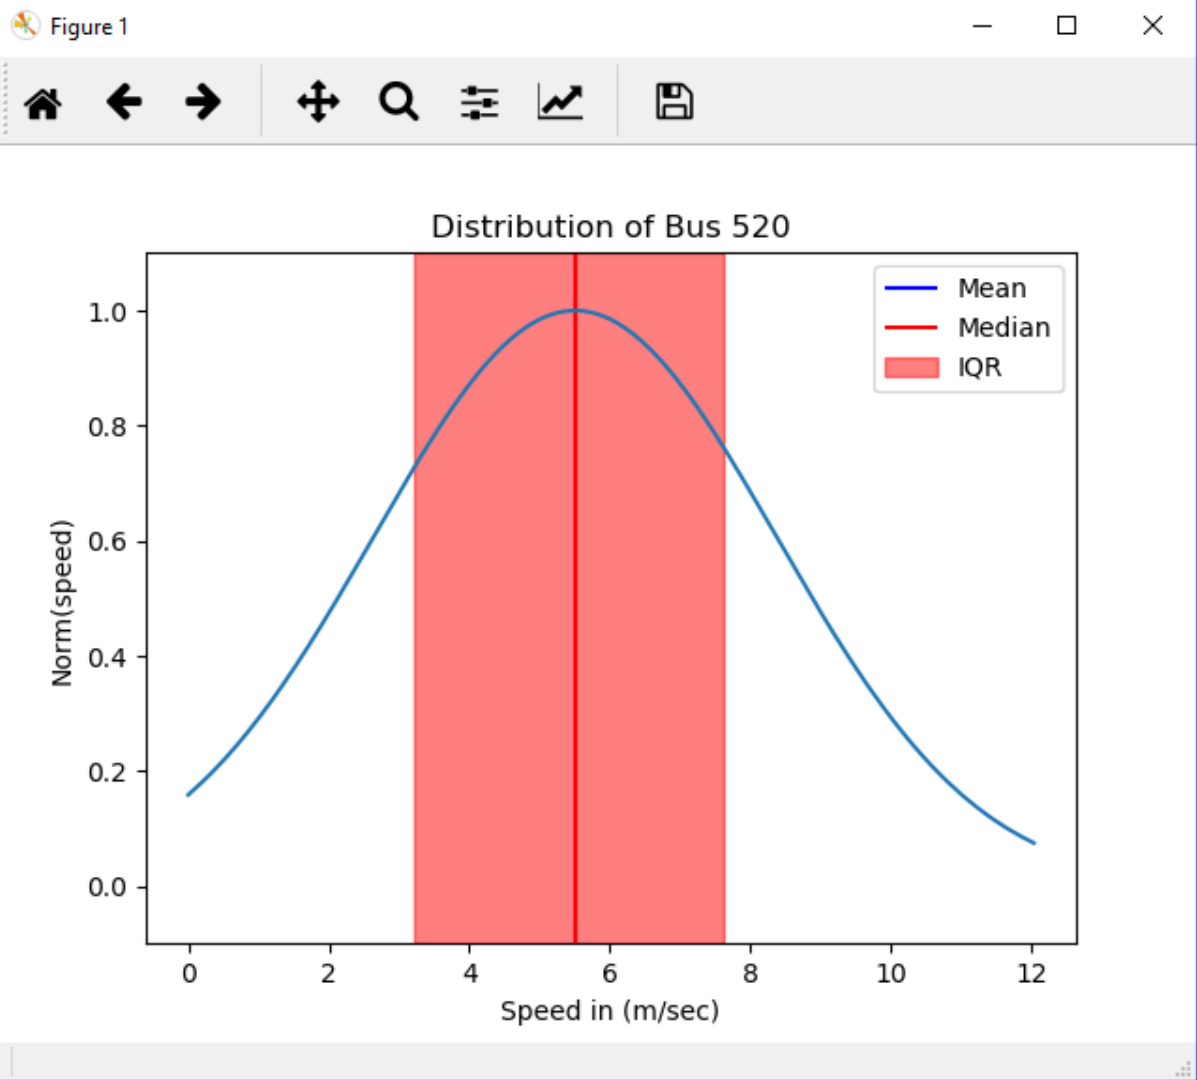 Figure 1
Distribution of Bus 520
Mean
Median
IQR
1.0
0.8
0.6
0.4
0.2
0.0
Norm(speed)
0 2 4 6 8 10 12
Speed in (m/sec)